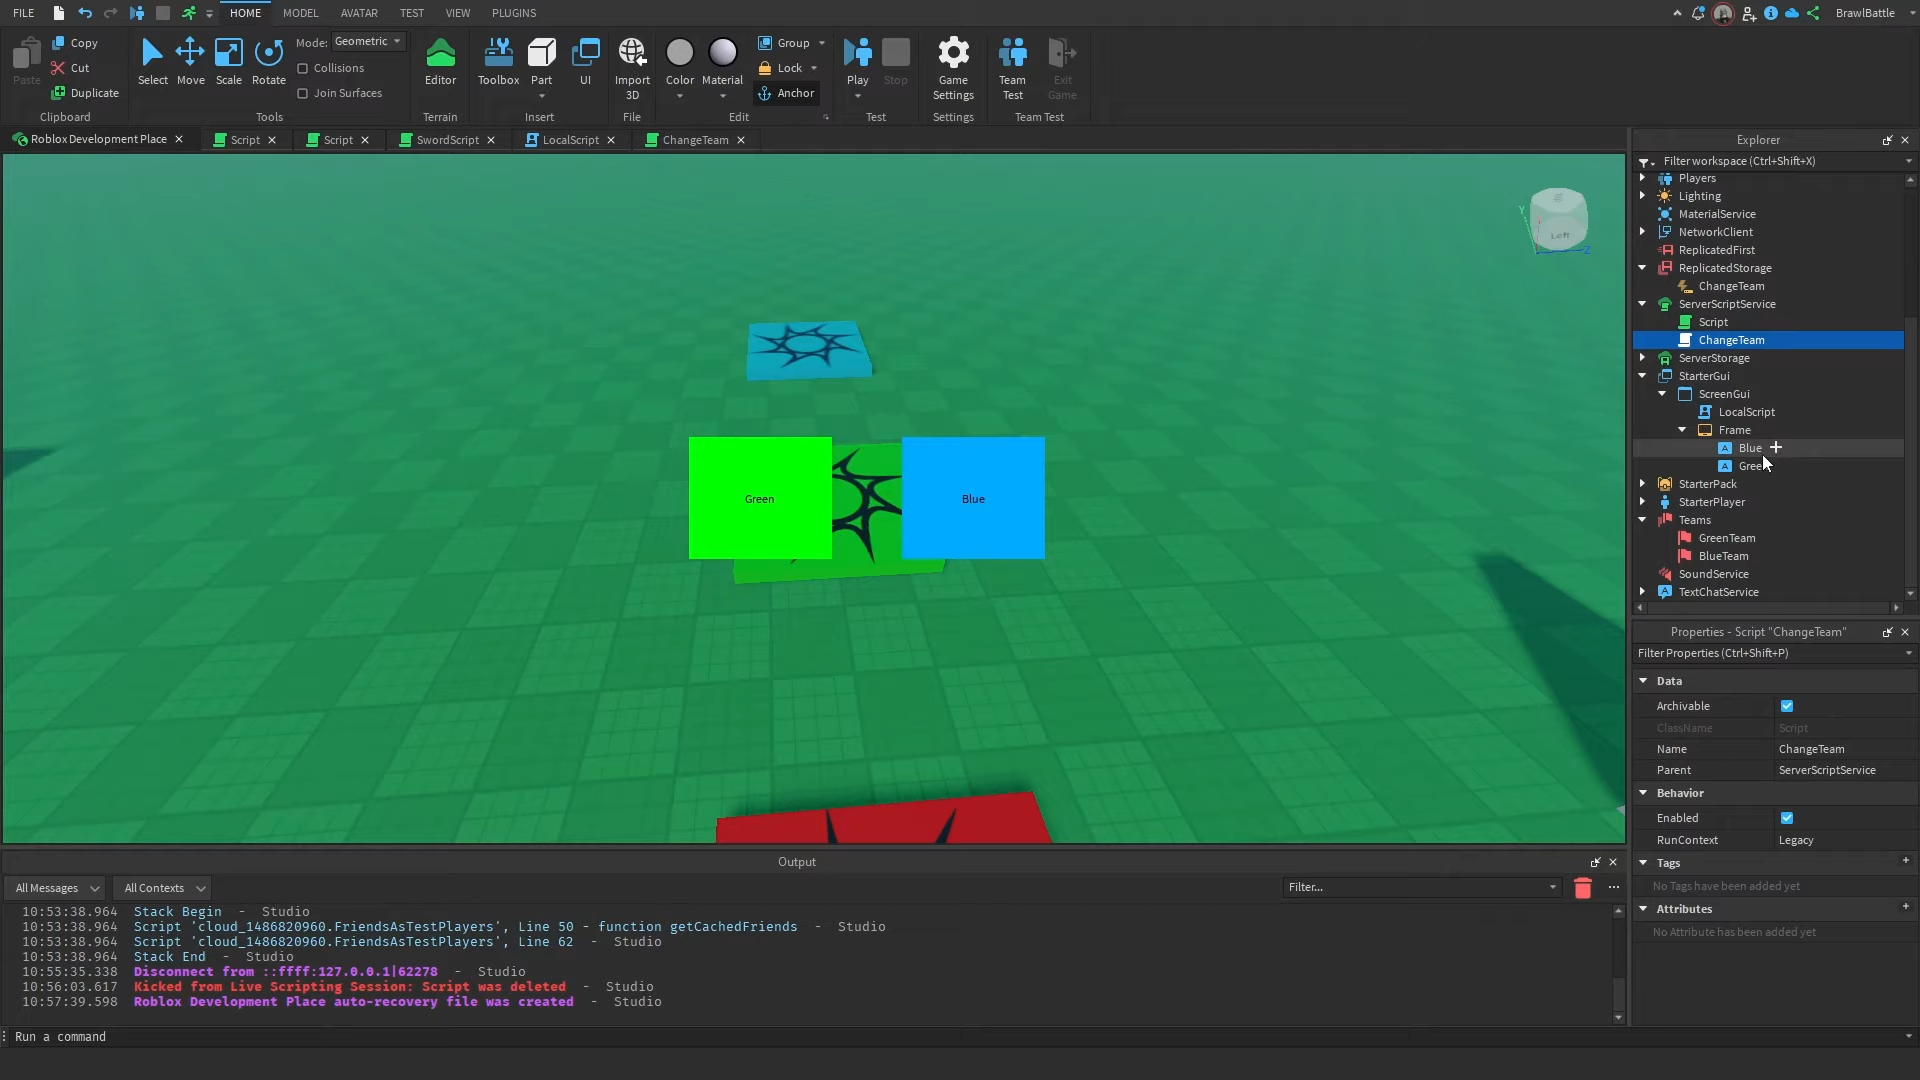 FILE HOME MODEL AVATAR TEST VIEW PLUGINS BrawlBattle
Copy Mode: Geometric Group
Cut Collisions Lock
Paste Select Move Scale Rotate Editor Toolbox Part UI Import 3D Color Material Play Stop Game Settings Team Test Exit Game
Duplicate Join Surfaces Anchor
Clipboard Tools Terrain Insert File Edit Test Settings Team Test
Roblox Development Place Script Script SwordScript LocalScript ChangeTeam
Explorer
Filter workspace (Ctrl+Shift+X)
Players
Lighting
MaterialService
NetworkClient
ReplicatedFirst
ReplicatedStorage
ChangeTeam
ServerScriptService
Script
ChangeTeam
ServerStorage
StarterGui
ScreenGui
LocalScript
Frame
Blue
Gree
StarterPack
StarterPlayer
Teams
GreenTeam
BlueTeam
SoundService
TextChatService
Y
Left
Z
Green Blue
Properties - Script "ChangeTeam"
Filter Properties (Ctrl+Shift+P)
Data
Archivable
ClassName Script
Name ChangeTeam
Parent ServerScriptService
Behavior
Enabled
RunContext Legacy
Tags
No Tags have been added yet
Attributes
No Attribute has been added yet
Output
All Messages All Contexts Filter...
10:53:38.964 Stack Begin - Studio
10:53:38.964 Script 'cloud_1486820960.FriendsAsTestPlayers', Line 50 - function getCachedFriends - Studio
10:53:38.964 Script 'cloud_1486820960.FriendsAsTestPlayers', Line 62 - Studio
10:53:38.964 Stack End - Studio
10:55:35.338 Disconnect from ::ffff:127.0.0.1|62278 - Studio
10:56:03.617 Kicked from Live Scripting Session: Script was deleted - Studio
10:57:39.598 Roblox Development Place auto-recovery file was created - Studio
Run a command